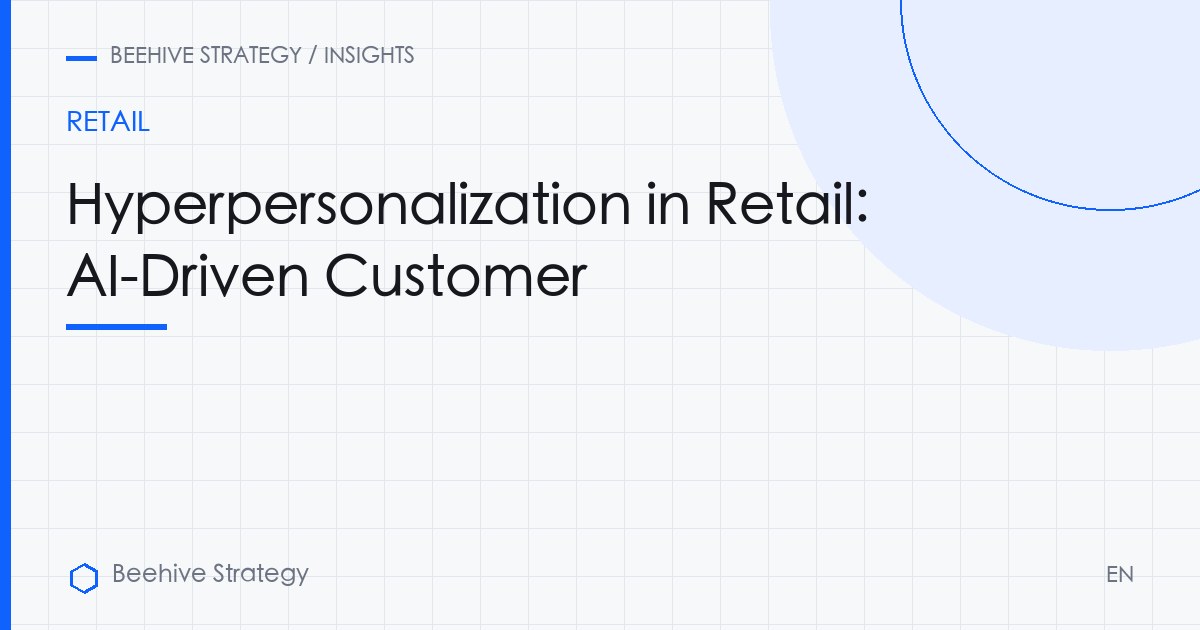 BEEHIVE STRATEGY / INSIGHTS
RETAIL
Hyperpersonalization in Retail:
AI-Driven Customer
Beehive Strategy
EN